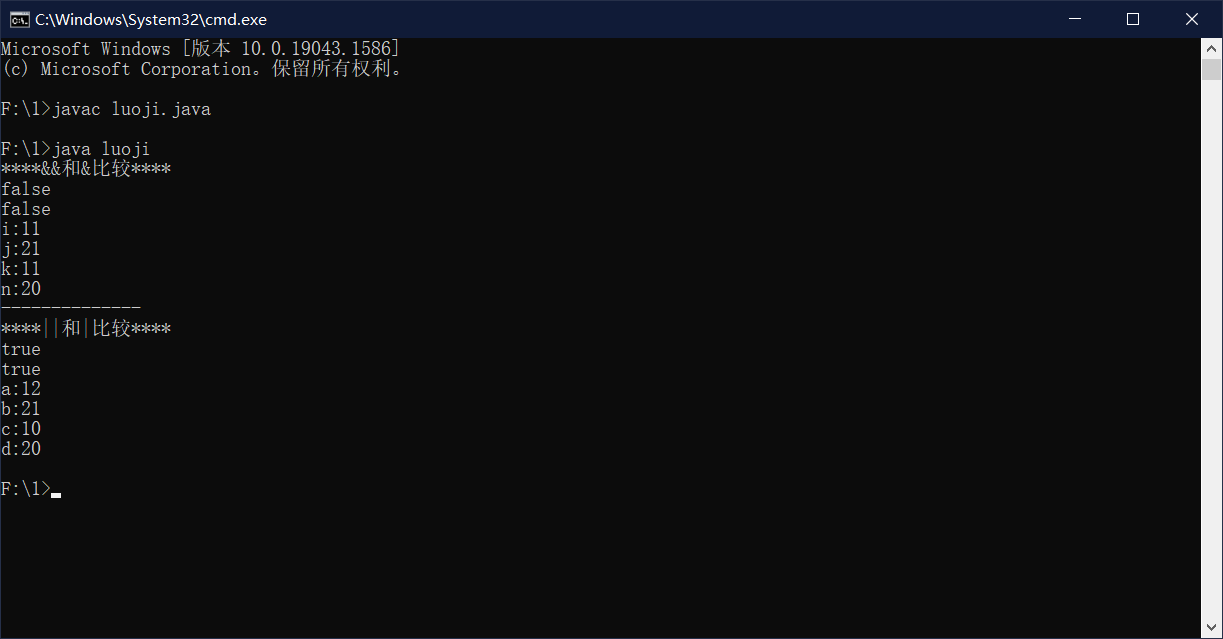 C:\Windows\System32\cmd.exe
Microsoft Windows [版本 10.0.19043.1586]
(c) Microsoft Corporation。保留所有权利。
F:\1>javac luoji.java
F:\1>java luoji
****&&和&比较****
false
false
i:11
j:21
k:11
n:20
--------------
****||和|比较****
true
true
a:12
b:21
c:10
d:20
F:\1>